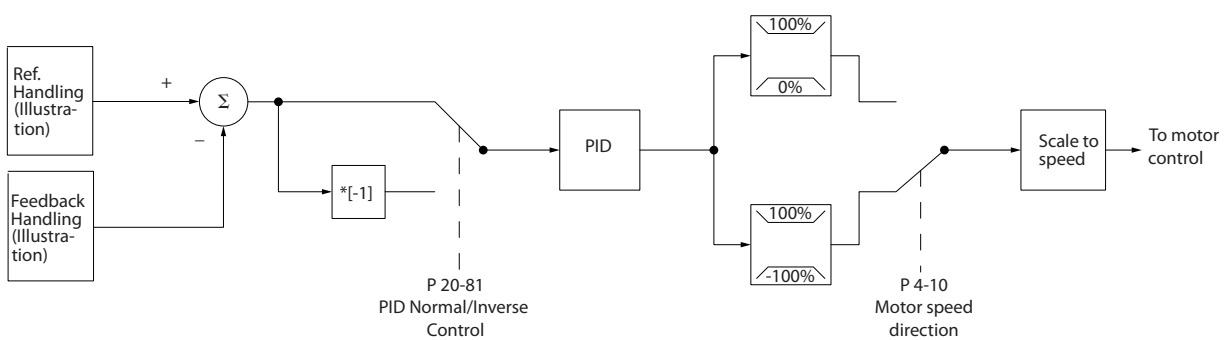 Ref.
Handling
(Illustra-
tion)
+
Σ
−
Feedback
Handling
(Illustra-
tion)
*[-1]
P 20-81
PID Normal/Inverse
Control
PID
100%
0%
100%
-100%
P 4-10
Motor speed
direction
Scale to
speed
To motor
control